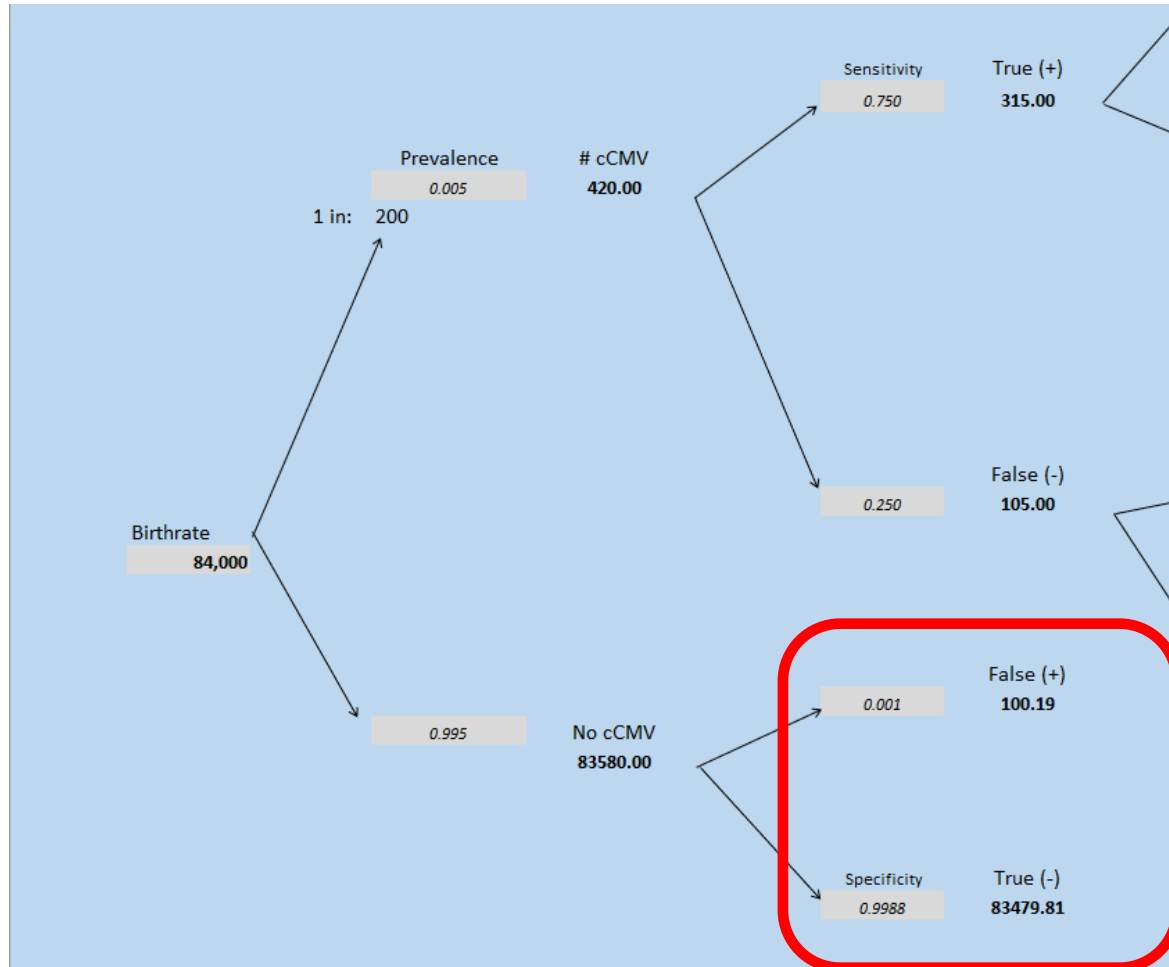 Sensitivity True (+)
0.750 315.00
Prevalence # cCMV
0.005 420.00
1 in: 200
False (-)
0.250 105.00
Birthrate
84,000
False (+)
0.001 100.19
0.995 No cCMV
83580.00
Specificity True (-)
0.9988 83479.81